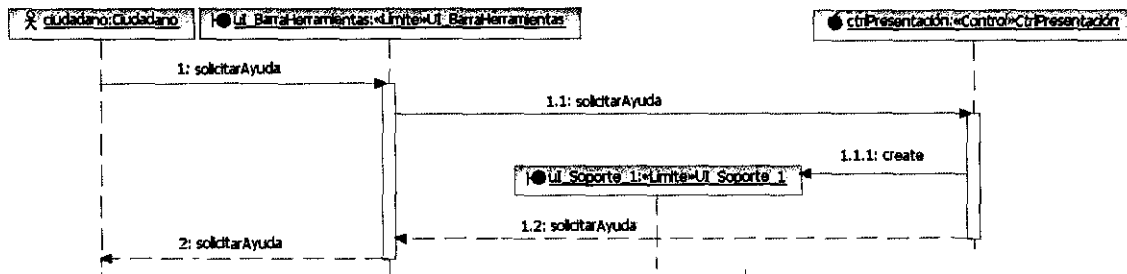 ciudadano:Ciudadano
uI_BarraHerramientas:«Límite»UI_BarraHerramientas
ctrlPresentación:«Control»CtrlPresentación
1: solicitarAyuda
1.1: solicitarAyuda
1.1.1: create
uI_Soporte_1:«Límite»UI_Soporte_1
1.2: solicitarAyuda
2: solicitarAyuda